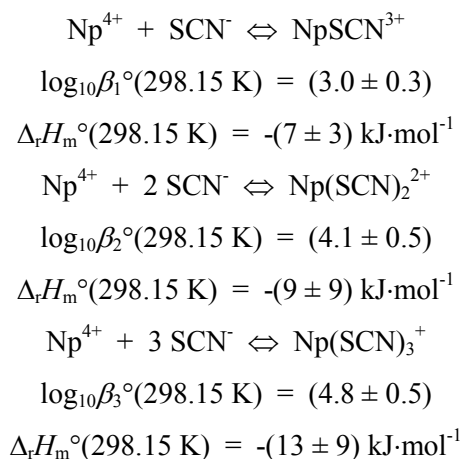 Np⁴⁺ + SCN⁻ ⇔ NpSCN³⁺
log₁₀β₁°(298.15 K) = (3.0 ± 0.3)
ΔᵣHₘ°(298.15 K) = -(7 ± 3) kJ·mol⁻¹
Np⁴⁺ + 2 SCN⁻ ⇔ Np(SCN)₂²⁺
log₁₀β₂°(298.15 K) = (4.1 ± 0.5)
ΔᵣHₘ°(298.15 K) = -(9 ± 9) kJ·mol⁻¹
Np⁴⁺ + 3 SCN⁻ ⇔ Np(SCN)₃⁺
log₁₀β₃°(298.15 K) = (4.8 ± 0.5)
ΔᵣHₘ°(298.15 K) = -(13 ± 9) kJ·mol⁻¹